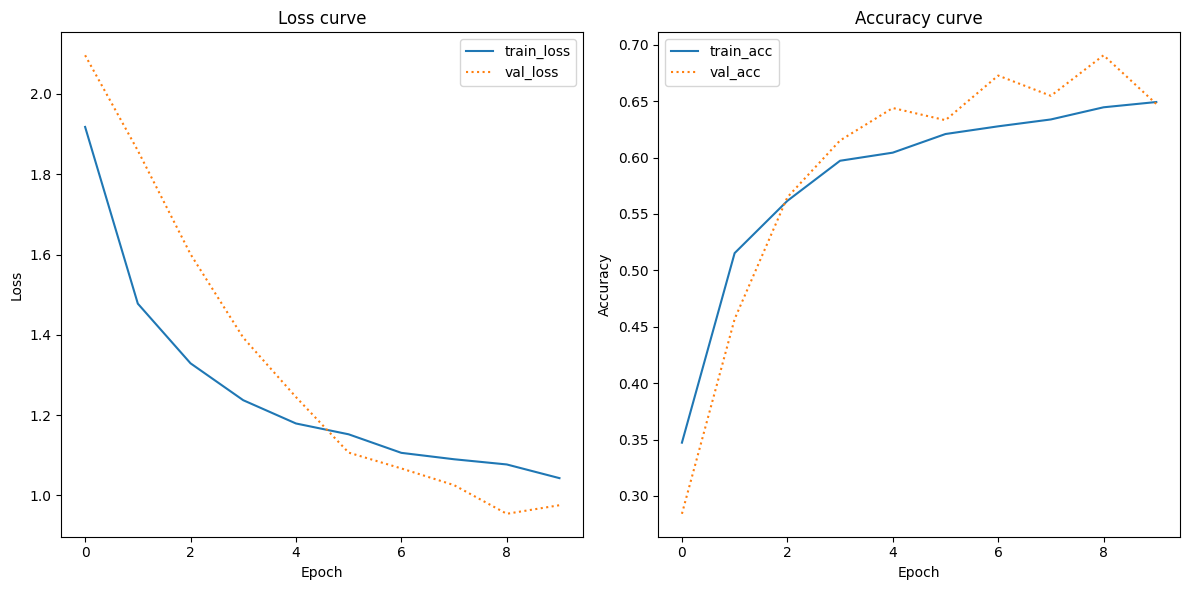 Loss curve
train_loss
val_loss
2.0
1.8
1.6
1.4
1.2
1.0
Loss
0 2 4 6 8
Epoch
Accuracy curve
train_acc
val_acc
0.70
0.65
0.60
0.55
0.50
0.45
0.40
0.35
0.30
Accuracy
0 2 4 6 8
Epoch